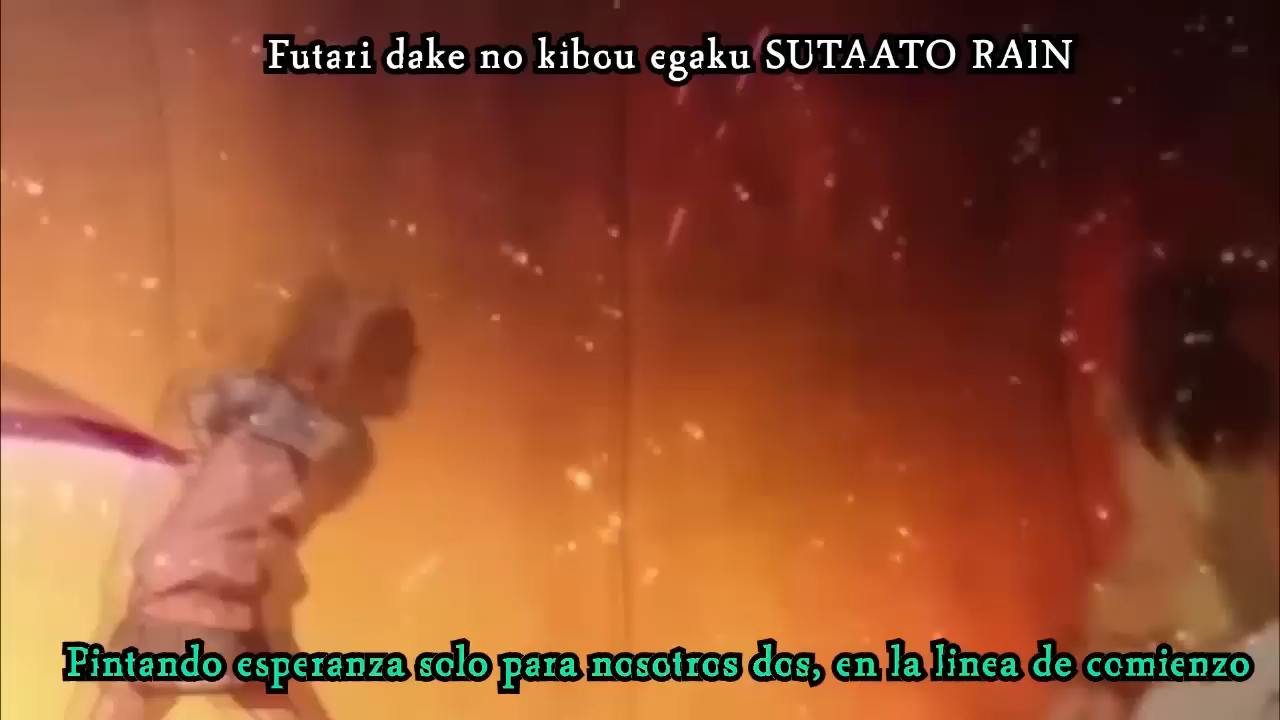 Futari dake no kibou egaku SUTAATO RAIN
Pintando esperanza solo para nosotros dos, en la linea de comienzo